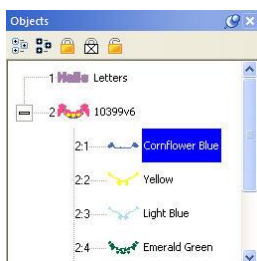 Objects
1 Hello Letters
2 10399v6
2:1 Cornflower Blue
2:2 Yellow
2:3 Light Blue
2:4 Emerald Green